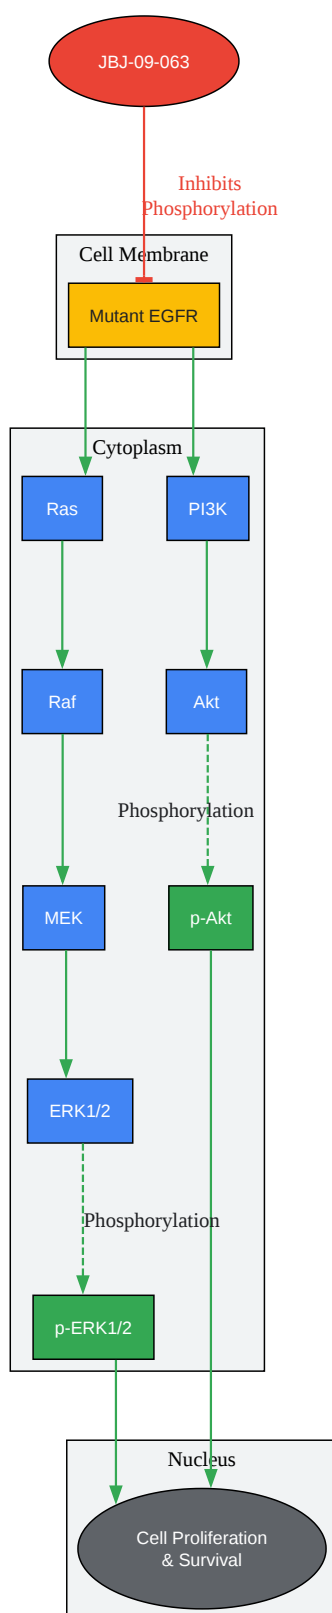 JBJ-09-063
Inhibits
Phosphorylation
Cell Membrane
Mutant EGFR
Cytoplasm
Ras
PI3K
Raf
Akt
Phosphorylation
MEK
p-Akt
ERK1/2
Phosphorylation
p-ERK1/2
Nucleus
Cell Proliferation
& Survival